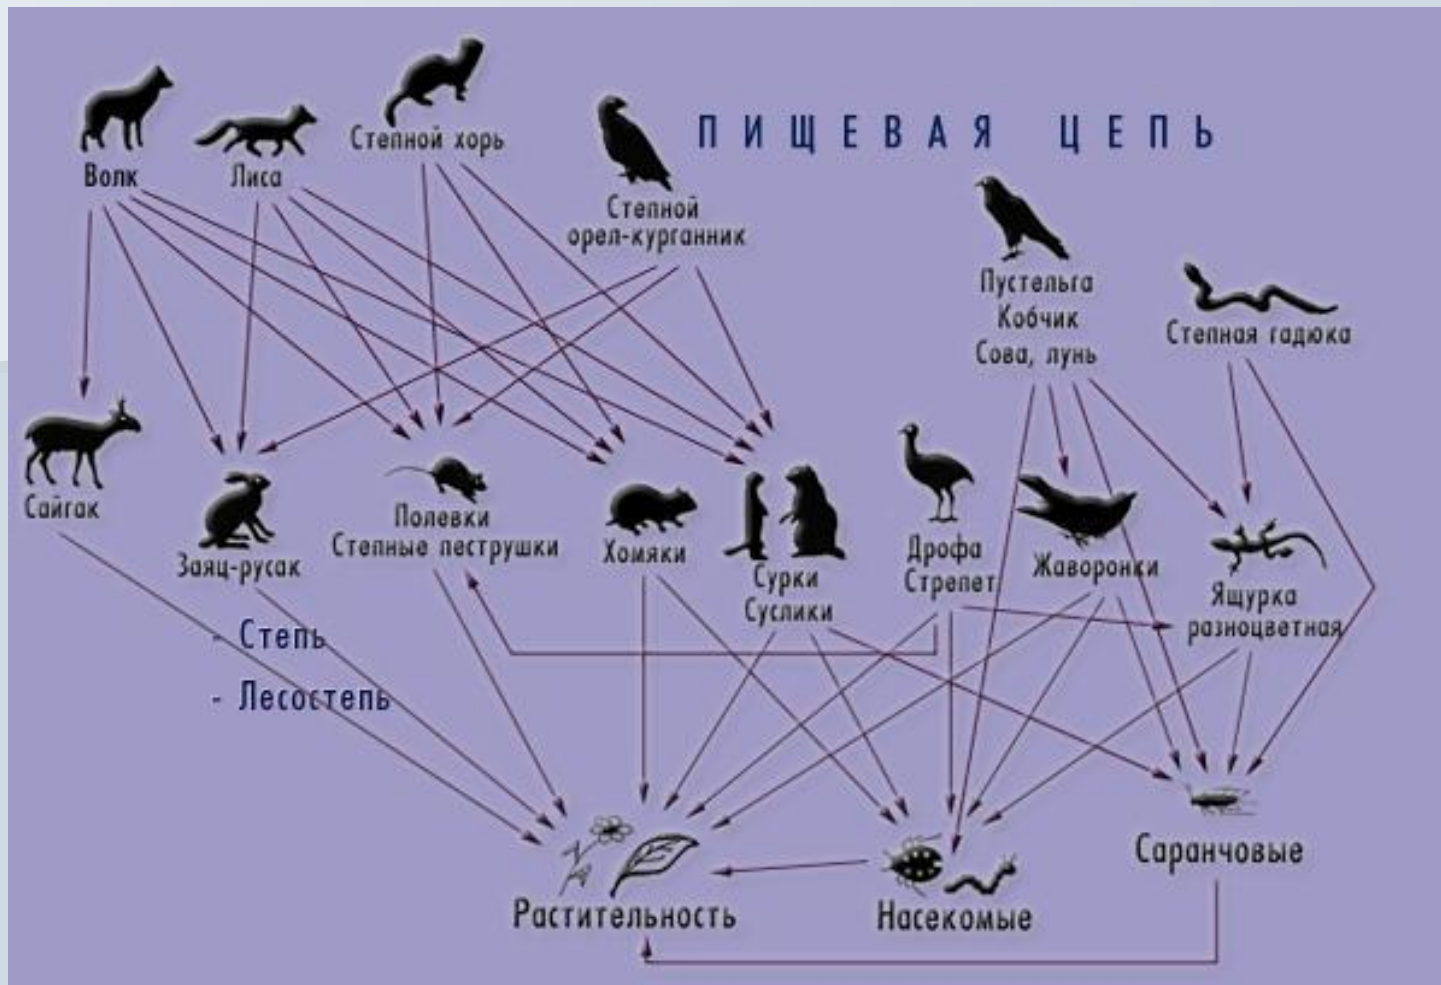 ПИЩЕВАЯ ЦЕПЬ
Волк
Лиса
Степной хорь
Степной
орел-курганник
Пустельга
Кобчик
Сова, лунь
Степная гадюка
Сайгак
Заяц-русак
Полевки
Степные пеструшки
Хомяки
Сурки
Суслики
Дрофа
Стрепет
Жаворонки
Ящурка
разноцветная
- Степь
- Лесостепь
Растительность
Насекомые
Саранчовые